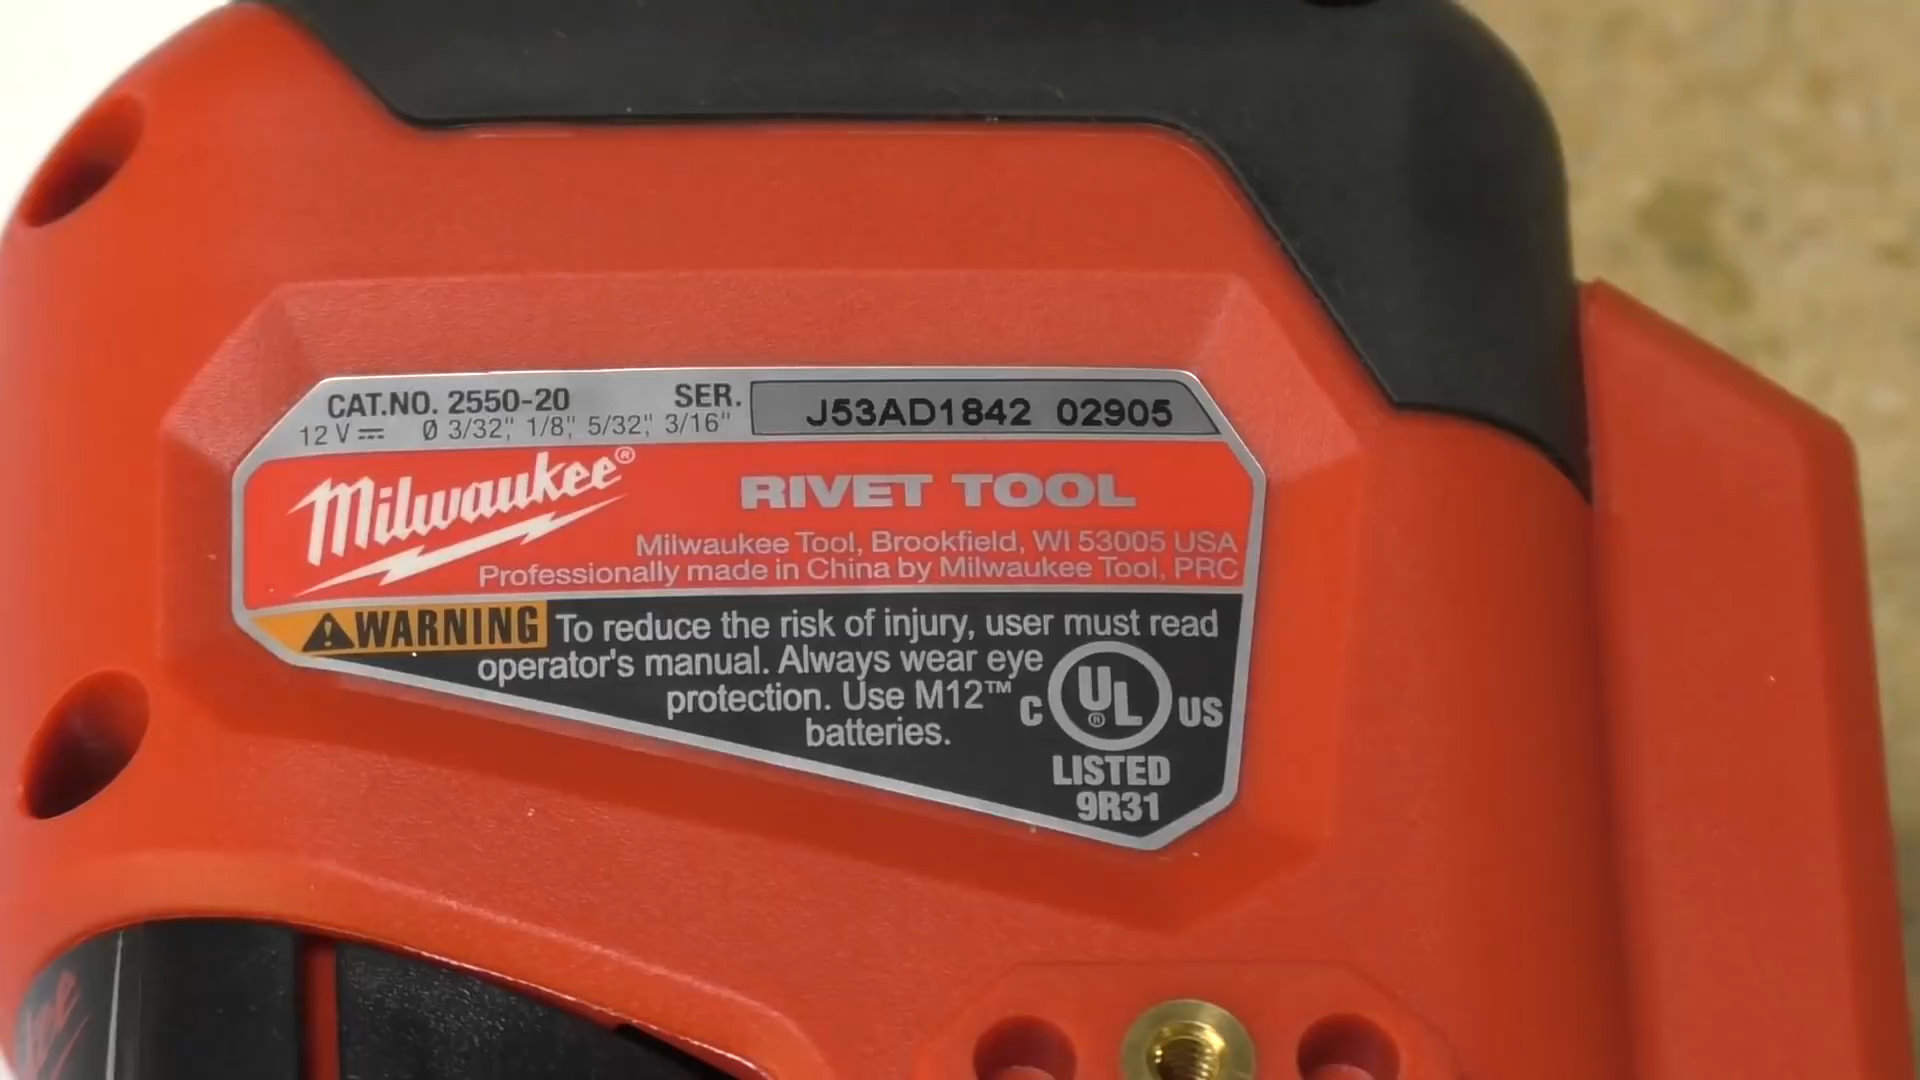 CAT.NO. 2550-20 SER. J53AD1842 02905
12 V ⎓ Ø 3/32", 1/8", 5/32", 3/16"
Milwaukee®
RIVET TOOL
Milwaukee Tool, Brookfield, WI 53005 USA
Professionally made in China by Milwaukee Tool, PRC
⚠WARNING To reduce the risk of injury, user must read
operator's manual. Always wear eye
protection. Use M12™
batteries.
C UL® US
LISTED
9R31